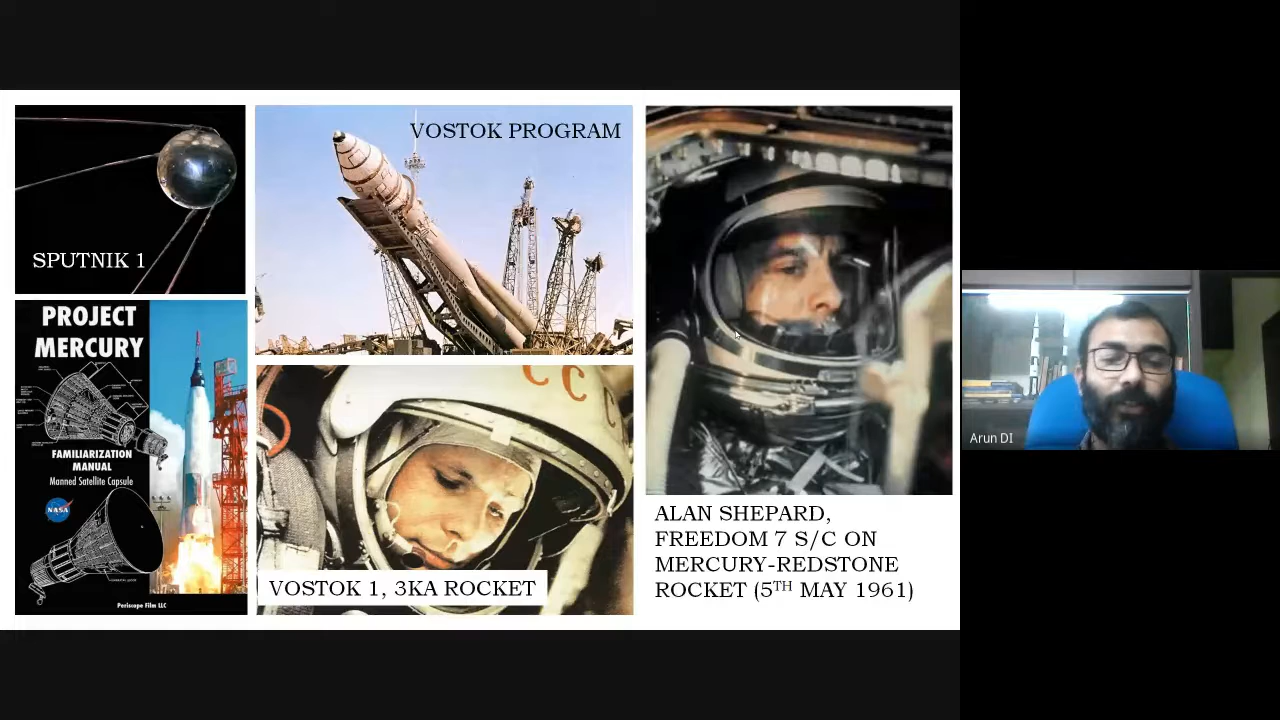 SPUTNIK 1
VOSTOK PROGRAM
PROJECT
MERCURY
FAMILIARIZATION
MANUAL
Manned Satellite Capsule
NASA
Periscope Film LLC
CC
VOSTOK 1, 3KA ROCKET
ALAN SHEPARD,
FREEDOM 7 S/C ON
MERCURY-REDSTONE
ROCKET (5TH MAY 1961)
Arun DI